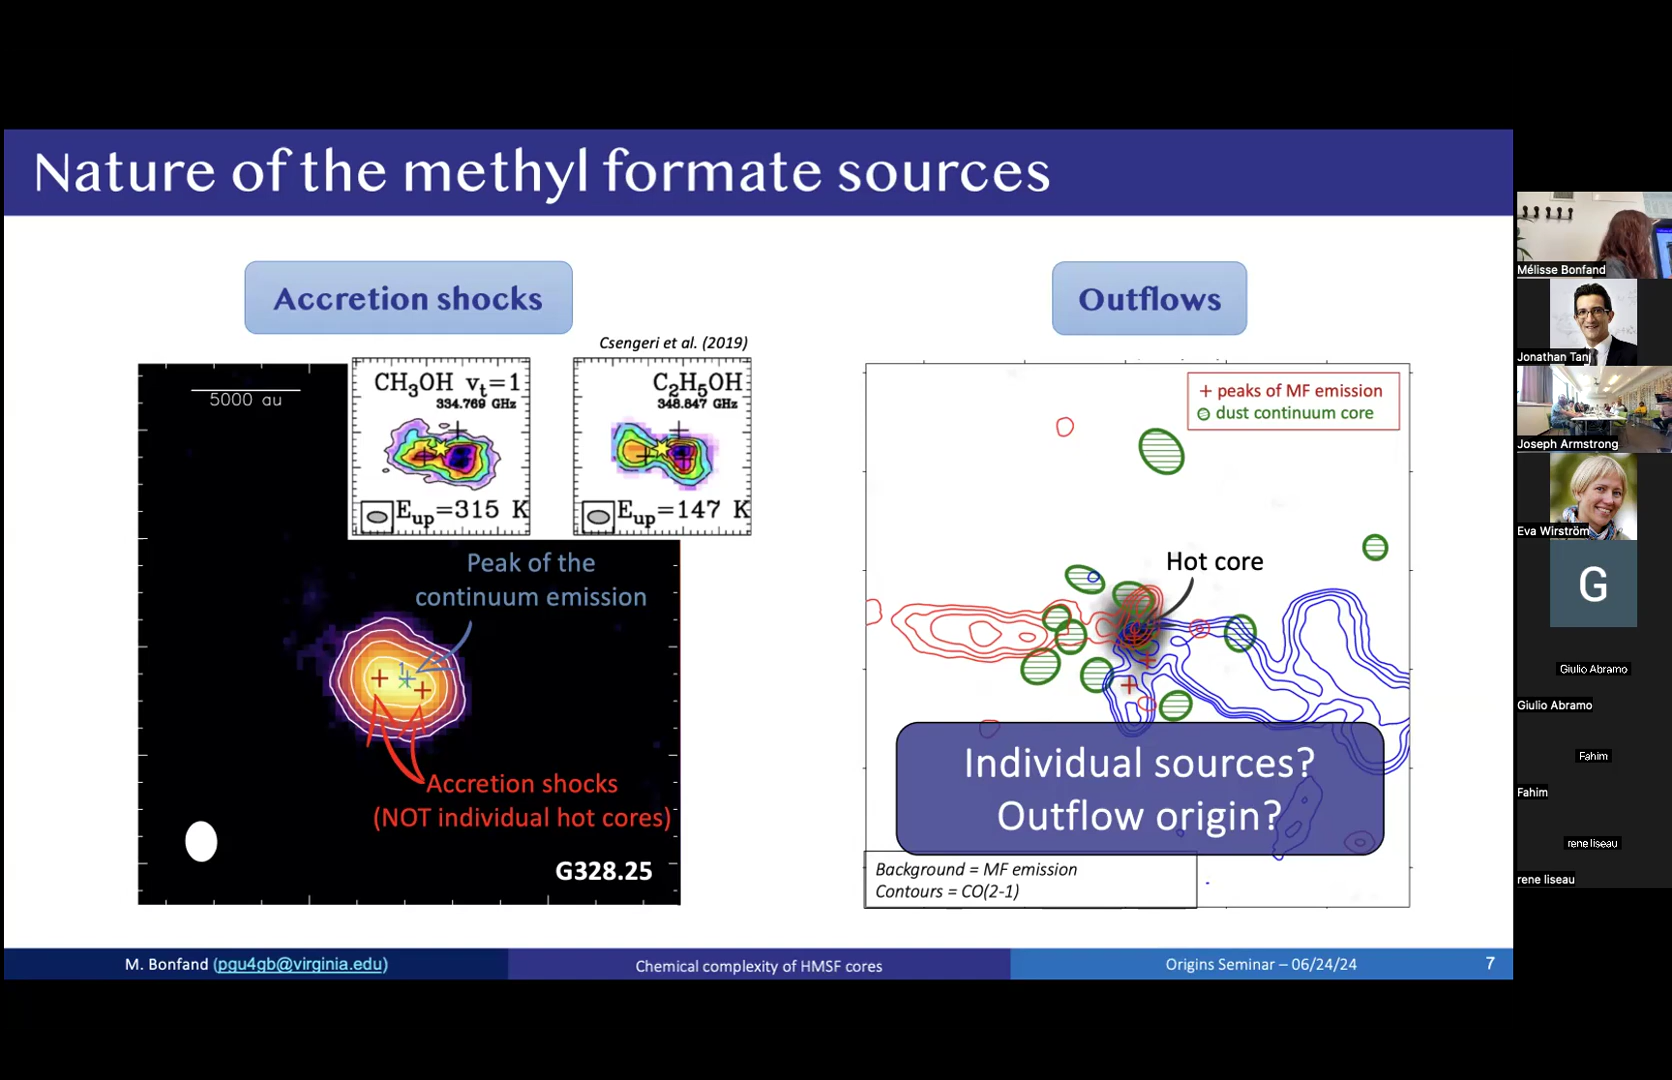 Nature of the methyl formate sources
Accretion shocks
Csengeri et al. (2019)
5000 au
CH3OH vt=1
334.769 GHz
Eup=315 K
C2H5OH
348.847 GHz
Eup=147 K
Peak of the
continuum emission
1
Accretion shocks
(NOT individual hot cores)
G328.25
Outflows
+ peaks of MF emission
dust continuum core
Hot core
Individual sources?
Outflow origin?
Background = MF emission
Contours = CO(2-1)
M. Bonfand (pgu4gb@virginia.edu)
Chemical complexity of HMSF cores
Origins Seminar – 06/24/24
7
Mélisse Bonfand
Jonathan Tan
Joseph Armstrong
Eva Wirström
G
Giulio Abramo
Giulio Abramo
Fahim
Fahim
rene liseau
rene liseau